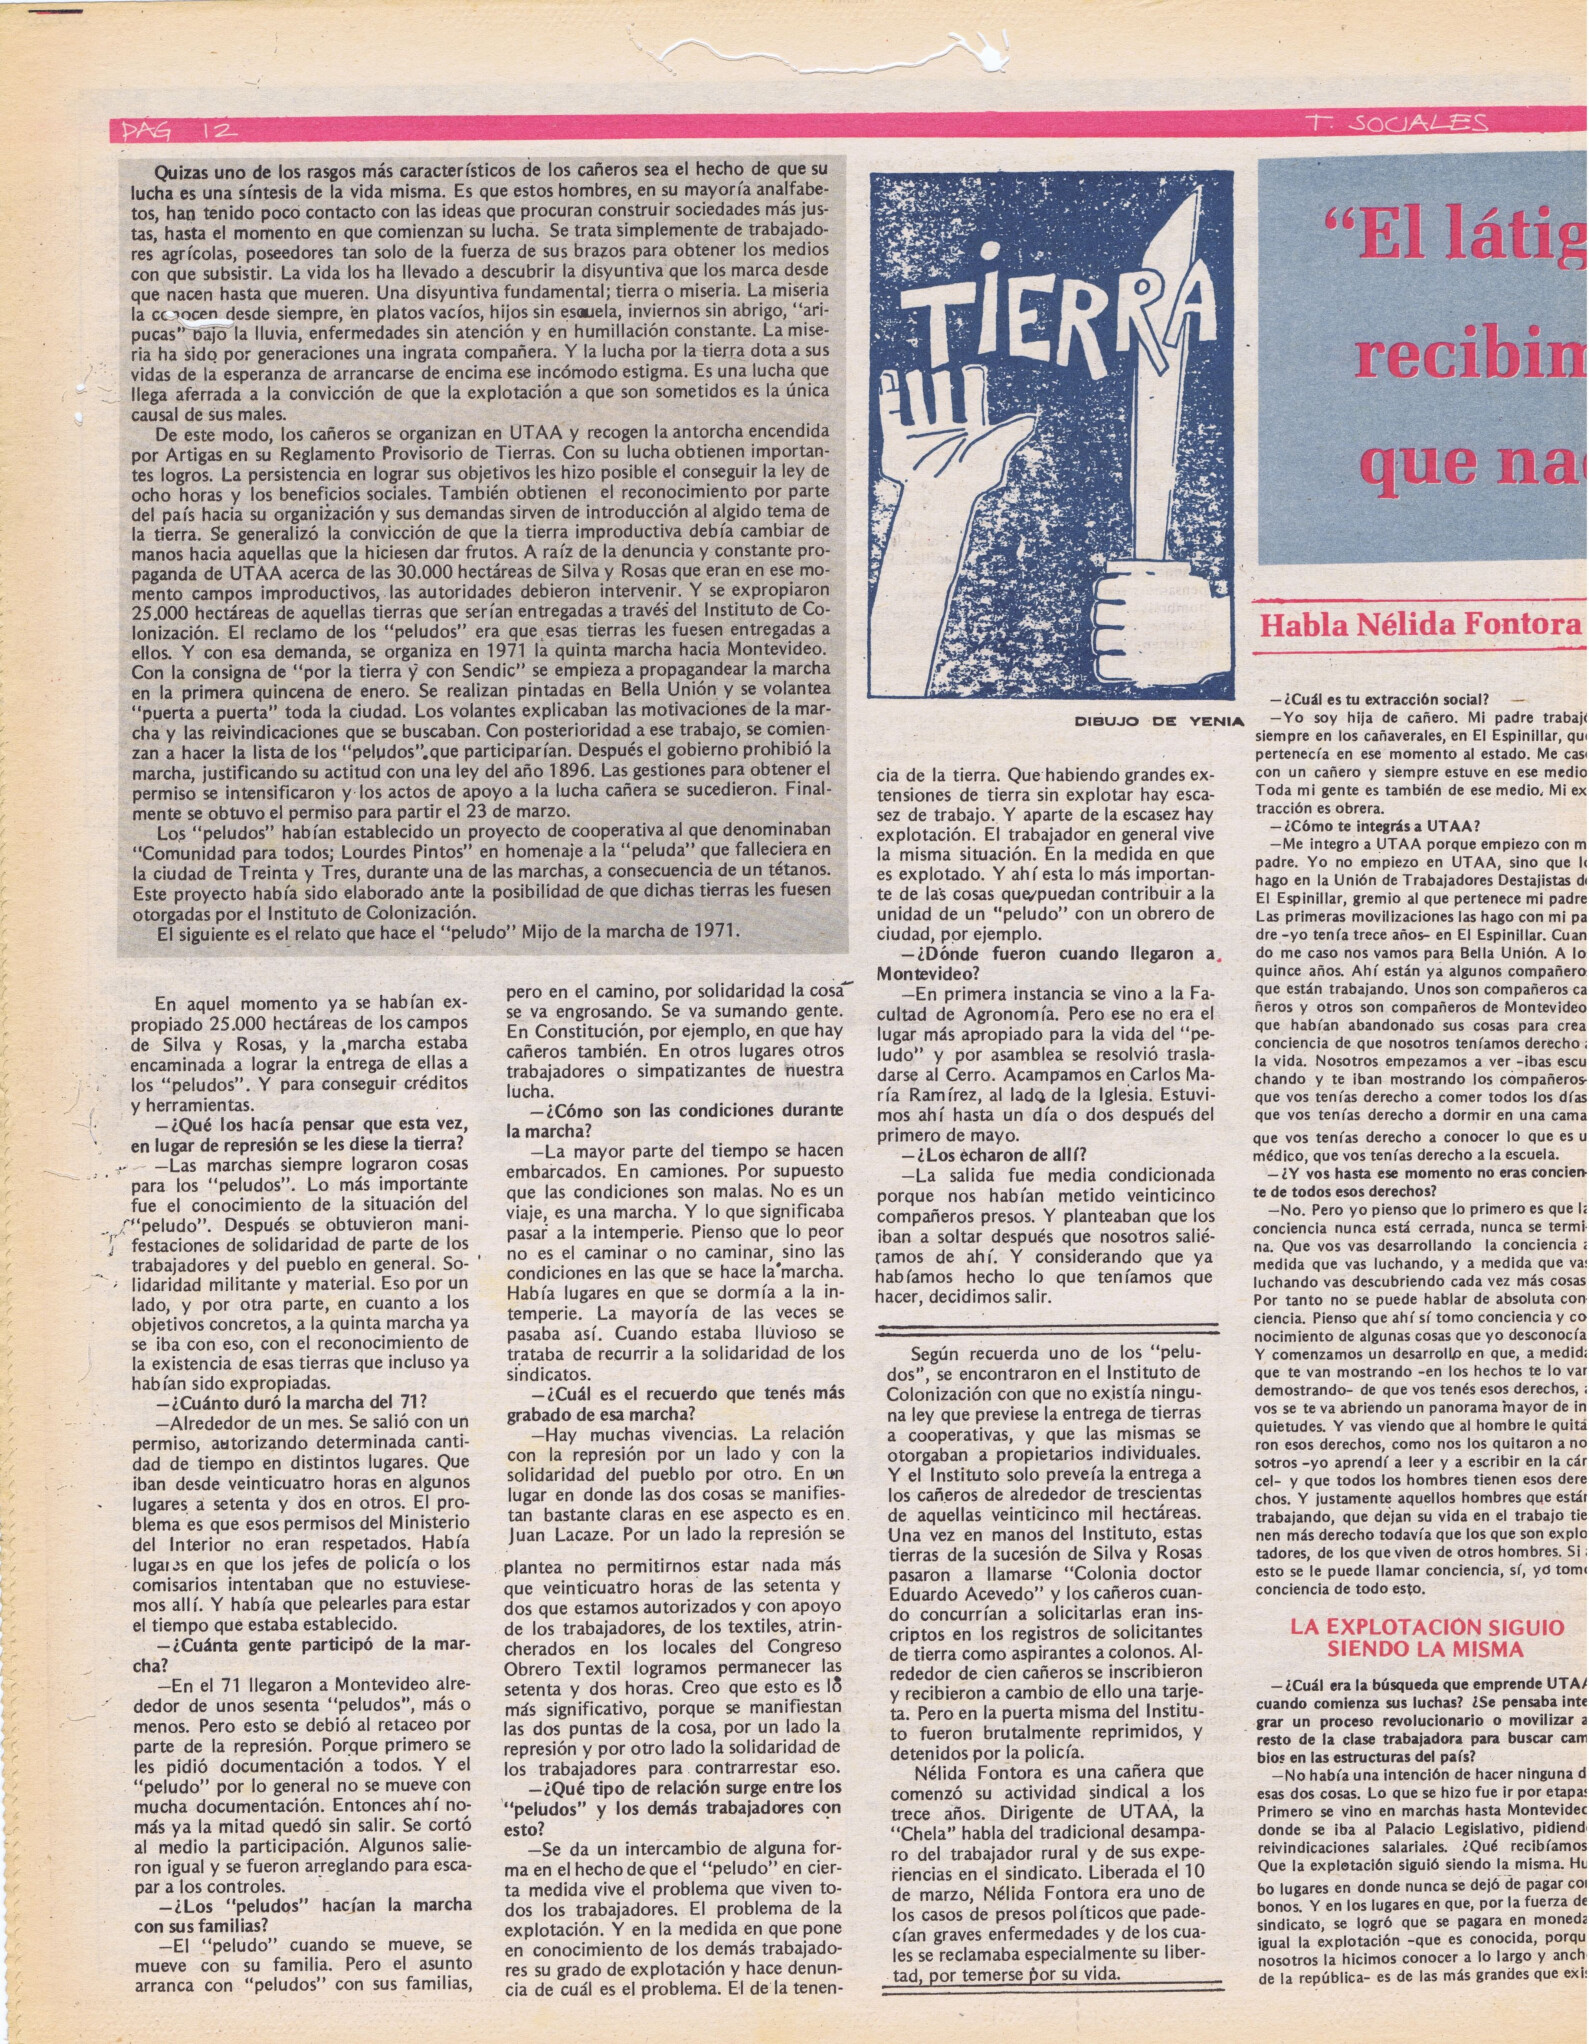 PÁG 12
T. SOCIALES
Quizas uno de los rasgos más característicos de los cañeros sea el hecho de que su
lucha es una síntesis de la vida misma. Es que estos hombres, en su mayoría analfabe-
tos, han tenido poco contacto con las ideas que procuran construir sociedades más jus-
tas, hasta el momento en que comienzan su lucha. Se trata simplemente de trabajado-
res agrícolas, poseedores tan solo de la fuerza de sus brazos para obtener los medios
con que subsistir. La vida los ha llevado a descubrir la disyuntiva que los marca desde
que nacen hasta que mueren. Una disyuntiva fundamental; tierra o miseria. La miseria
la conocen desde siempre, en platos vacíos, hijos sin escuela, inviernos sin abrigo, "ari-
pucas" bajo la lluvia, enfermedades sin atención y en humillación constante. La mise-
ria ha sido por generaciones una ingrata compañera. Y la lucha por la tierra dota a sus
vidas de la esperanza de arrancarse de encima ese incómodo estigma. Es una lucha que
llega aferrada a la convicción de que la explotación a que son sometidos es la única
causal de sus males.
De este modo, los cañeros se organizan en UTAA y recogen la antorcha encendida
por Artigas en su Reglamento Provisorio de Tierras. Con su lucha obtienen importan-
tes logros. La persistencia en lograr sus objetivos les hizo posible el conseguir la ley de
ocho horas y los beneficios sociales. También obtienen el reconocimiento por parte
del país hacia su organización y sus demandas sirven de introducción al algido tema de
la tierra. Se generalizó la convicción de que la tierra improductiva debía cambiar de
manos hacia aquellas que la hiciesen dar frutos. A raíz de la denuncia y constante pro-
paganda de UTAA acerca de las 30.000 hectáreas de Silva y Rosas que eran en ese mo-
mento campos improductivos, las autoridades debieron intervenir. Y se expropiaron
25.000 hectáreas de aquellas tierras que serían entregadas a través del Instituto de Co-
lonización. El reclamo de los "peludos" era que esas tierras les fuesen entregadas a
ellos. Y con esa demanda, se organiza en 1971 la quinta marcha hacia Montevideo.
Con la consigna de "por la tierra y con Sendic" se empieza a propagandear la marcha
en la primera quincena de enero. Se realizan pintadas en Bella Unión y se volantea
"puerta a puerta" toda la ciudad. Los volantes explicaban las motivaciones de la mar-
cha y las reivindicaciones que se buscaban. Con posterioridad a ese trabajo, se comien-
zan a hacer la lista de los "peludos".que participarían. Después el gobierno prohibió la
marcha, justificando su actitud con una ley del año 1896. Las gestiones para obtener el
permiso se intensificaron y los actos de apoyo a la lucha cañera se sucedieron. Final-
mente se obtuvo el permiso para partir el 23 de marzo.
Los "peludos" habían establecido un proyecto de cooperativa al que denominaban
"Comunidad para todos; Lourdes Pintos" en homenaje a la "peluda" que falleciera en
la ciudad de Treinta y Tres, durante una de las marchas, a consecuencia de un tétanos.
Este proyecto había sido elaborado ante la posibilidad de que dichas tierras les fuesen
otorgadas por el Instituto de Colonización.
El siguiente es el relato que hace el "peludo" Mijo de la marcha de 1971.
En aquel momento ya se habían ex-
propiado 25.000 hectáreas de los campos
de Silva y Rosas, y la marcha estaba
encaminada a lograr la entrega de ellas a
los "peludos". Y para conseguir créditos
y herramientas.
—¿Qué los hacía pensar que esta vez,
en lugar de represión se les diese la tierra?
—Las marchas siempre lograron cosas
para los "peludos". Lo más importante
fue el conocimiento de la situación del
"peludo". Después se obtuvieron mani-
festaciones de solidaridad de parte de los
trabajadores y del pueblo en general. So-
lidaridad militante y material. Eso por un
lado, y por otra parte, en cuanto a los
objetivos concretos, a la quinta marcha ya
se iba con eso, con el reconocimiento de
la existencia de esas tierras que incluso ya
habían sido expropiadas.
—¿Cuánto duró la marcha del 71?
—Alrededor de un mes. Se salió con un
permiso, autorizando determinada canti-
dad de tiempo en distintos lugares. Que
iban desde veinticuatro horas en algunos
lugares a setenta y dos en otros. El pro-
blema es que esos permisos del Ministerio
del Interior no eran respetados. Había
lugares en que los jefes de policía o los
comisarios intentaban que no estuviese-
mos allí. Y había que pelearles para estar
el tiempo que estaba establecido.
—¿Cuánta gente participó de la mar-
cha?
—En el 71 llegaron a Montevideo alre-
dedor de unos sesenta "peludos", más o
menos. Pero esto se debió al retaceo por
parte de la represión. Porque primero se
les pidió documentación a todos. Y el
"peludo" por lo general no se mueve con
mucha documentación. Entonces ahí no-
más ya la mitad quedó sin salir. Se cortó
al medio la participación. Algunos salie-
ron igual y se fueron arreglando para esca-
par a los controles.
—¿Los "peludos" hacían la marcha
con sus familias?
—El "peludo" cuando se mueve, se
mueve con su familia. Pero el asunto
arranca con "peludos" con sus familias,
pero en el camino, por solidaridad la cosa
se va engrosando. Se va sumando gente.
En Constitución, por ejemplo, en que hay
cañeros también. En otros lugares otros
trabajadores o simpatizantes de nuestra
lucha.
—¿Cómo son las condiciones durante
la marcha?
—La mayor parte del tiempo se hacen
embarcados. En camiones. Por supuesto
que las condiciones son malas. No es un
viaje, es una marcha. Y lo que significaba
pasar a la intemperie. Pienso que lo peor
no es el caminar o no caminar, sino las
condiciones en las que se hace la marcha.
Había lugares en que se dormía a la in-
temperie. La mayoría de las veces se
pasaba así. Cuando estaba lluvioso se
trataba de recurrir a la solidaridad de los
sindicatos.
—¿Cuál es el recuerdo que tenés más
grabado de esa marcha?
—Hay muchas vivencias. La relación
con la represión por un lado y con la
solidaridad del pueblo por otro. En un
lugar en donde las dos cosas se manifies-
tan bastante claras en ese aspecto es en
Juan Lacaze. Por un lado la represión se
plantea no permitirnos estar nada más
que veinticuatro horas de las setenta y
dos que estamos autorizados y con apoyo
de los trabajadores, de los textiles, atrin-
cherados en los locales del Congreso
Obrero Textil logramos permanecer las
setenta y dos horas. Creo que esto es lo
más significativo, porque se manifiestan
las dos puntas de la cosa, por un lado la
represión y por otro lado la solidaridad de
los trabajadores para contrarrestar eso.
—¿Qué tipo de relación surge entre los
"peludos" y los demás trabajadores con
esto?
—Se da un intercambio de alguna for-
ma en el hecho de que el "peludo" en cier-
ta medida vive el problema que viven to-
dos los trabajadores. El problema de la
explotación. Y en la medida en que pone
en conocimiento de los demás trabajado-
res su grado de explotación y hace denun-
cia de cuál es el problema. El de la tenen-
TIERRA
DIBUJO DE YENIA
cia de la tierra. Que habiendo grandes ex-
tensiones de tierra sin explotar hay esca-
sez de trabajo. Y aparte de la escasez hay
explotación. El trabajador en general vive
la misma situación. En la medida en que
es explotado. Y ahí esta lo más importan-
te de las cosas que puedan contribuir a la
unidad de un "peludo" con un obrero de
ciudad, por ejemplo.
—¿Dónde fueron cuando llegaron a
Montevideo?
—En primera instancia se vino a la Fa-
cultad de Agronomía. Pero ese no era el
lugar más apropiado para la vida del "pe-
ludo" y por asamblea se resolvió trasla-
darse al Cerro. Acampamos en Carlos Ma-
ría Ramírez, al lado de la Iglesia. Estuvi-
mos ahí hasta un día o dos después del
primero de mayo.
—¿Los echaron de allí?
—La salida fue media condicionada
porque nos habían metido veinticinco
compañeros presos. Y planteaban que los
iban a soltar después que nosotros salié-
ramos de ahí. Y considerando que ya
habíamos hecho lo que teníamos que
hacer, decidimos salir.
Según recuerda uno de los "pelu-
dos", se encontraron en el Instituto de
Colonización con que no existía ningu-
na ley que previese la entrega de tierras
a cooperativas, y que las mismas se
otorgaban a propietarios individuales.
Y el Instituto solo preveía la entrega a
los cañeros de alrededor de trescientas
de aquellas veinticinco mil hectáreas.
Una vez en manos del Instituto, estas
tierras de la sucesión de Silva y Rosas
pasaron a llamarse "Colonia doctor
Eduardo Acevedo" y los cañeros cuan-
do concurrían a solicitarlas eran ins-
criptos en los registros de solicitantes
de tierra como aspirantes a colonos. Al-
rededor de cien cañeros se inscribieron
y recibieron a cambio de ello una tarje-
ta. Pero en la puerta misma del Institu-
to fueron brutalmente reprimidos, y
detenidos por la policía.
Nélida Fontora es una cañera que
comenzó su actividad sindical a los
trece años. Dirigente de UTAA, la
"Chela" habla del tradicional desampa-
ro del trabajador rural y de sus expe-
riencias en el sindicato. Liberada el 10
de marzo, Nélida Fontora era uno de
los casos de presos políticos que pade-
cían graves enfermedades y de los cua-
les se reclamaba especialmente su liber-
tad, por temerse por su vida.
"El látig
recibim
que nac
Habla Nélida Fontora
—¿Cuál es tu extracción social?
—Yo soy hija de cañero. Mi padre trabajó
siempre en los cañaverales, en El Espinillar, que
pertenecía en ese momento al estado. Me casé
con un cañero y siempre estuve en ese medio.
Toda mi gente es también de ese medio. Mi ex-
tracción es obrera.
—¿Cómo te integrás a UTAA?
—Me integro a UTAA porque empiezo con m
padre. Yo no empiezo en UTAA, sino que lo
hago en la Unión de Trabajadores Destajistas de
El Espinillar, gremio al que pertenece mi padre.
Las primeras movilizaciones las hago con mi pa-
dre -yo tenía trece años- en El Espinillar. Cuan-
do me caso nos vamos para Bella Unión. A lo
quince años. Ahí están ya algunos compañeros
que están trabajando. Unos son compañeros ca-
ñeros y otros son compañeros de Montevideo
que habían abandonado sus cosas para crear
conciencia de que nosotros teníamos derecho a
la vida. Nosotros empezamos a ver -ibas escu-
chando y te iban mostrando los compañeros-
que vos tenías derecho a comer todos los días,
que vos tenías derecho a dormir en una cama,
que vos tenías derecho a conocer lo que es u
médico, que vos tenías derecho a la escuela.
—¿Y vos hasta ese momento no eras concien-
te de todos esos derechos?
—No. Pero yo pienso que lo primero es que la
conciencia nunca está cerrada, nunca se termi-
na. Que vos vas desarrollando la conciencia a
medida que vas luchando, y a medida que vas
luchando vas descubriendo cada vez más cosas.
Por tanto no se puede hablar de absoluta con-
ciencia. Pienso que ahí sí tomo conciencia y co-
nocimiento de algunas cosas que yo desconocía.
Y comenzamos un desarrollo en que, a medida
que te van mostrando -en los hechos te lo van
demostrando- de que vos tenés esos derechos, a
vos se te va abriendo un panorama mayor de in-
quietudes. Y vas viendo que al hombre le quita-
ron esos derechos, como nos los quitaron a no-
sotros -yo aprendí a leer y a escribir en la cár-
cel- y que todos los hombres tienen esos dere-
chos. Y justamente aquellos hombres que están
trabajando, que dejan su vida en el trabajo tie-
nen más derecho todavía que los que son explo-
tadores, de los que viven de otros hombres. Si a
esto se le puede llamar conciencia, sí, yo tomo
conciencia de todo esto.
LA EXPLOTACIÓN SIGUIO
SIENDO LA MISMA
—¿Cuál era la búsqueda que emprende UTAA
cuando comienza sus luchas? ¿Se pensaba inte-
grar un proceso revolucionario o movilizar a
resto de la clase trabajadora para buscar cam-
bios en las estructuras del país?
—No había una intención de hacer ninguna d
esas dos cosas. Lo que se hizo fue ir por etapas.
Primero se vino en marchas hasta Montevideo
donde se iba al Palacio Legislativo, pidiendo
reivindicaciones salariales. ¿Qué recibíamos?
Que la explotación siguió siendo la misma. Hu-
bo lugares en donde nunca se dejó de pagar con
bonos. Y en los lugares en que, por la fuerza de
sindicato, se logró que se pagara en moneda,
igual la explotación -que es conocida, porque
nosotros la hicimos conocer a lo largo y ancho
de la república- es de las más grandes que exis